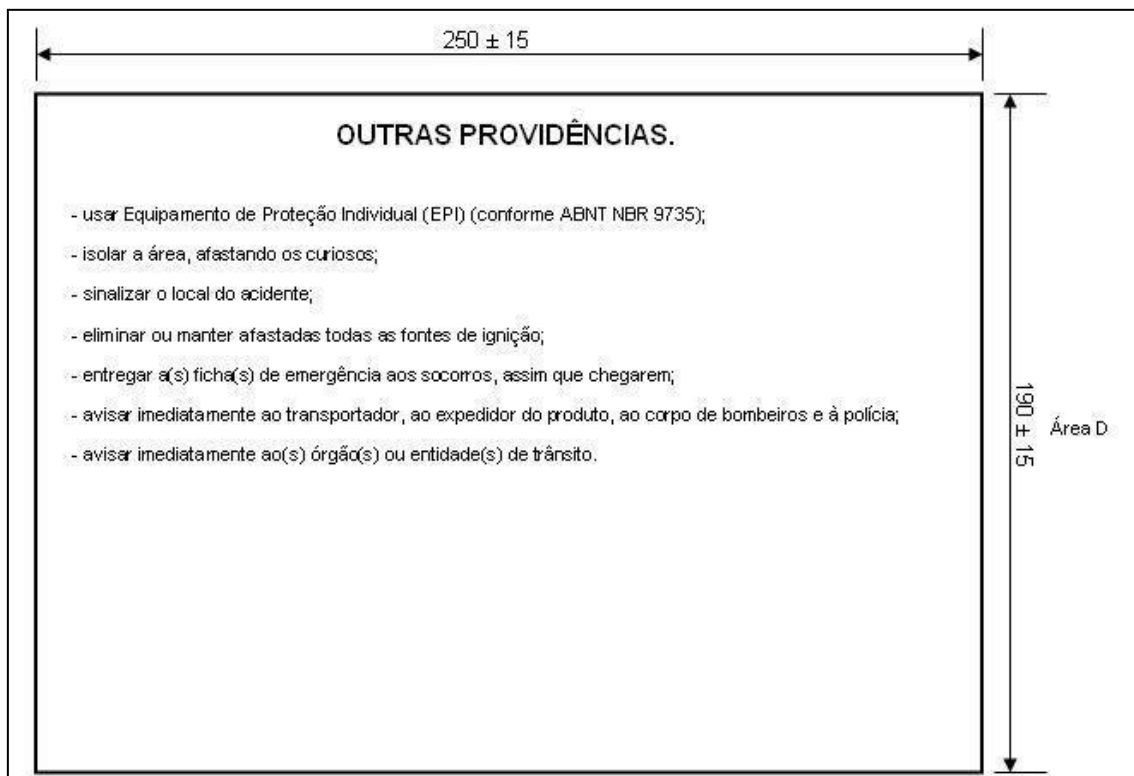 250 ± 15
OUTRAS PROVIDÊNCIAS.
- usar Equipamento de Proteção Individual (EPI) (conforme ABNT NBR 9735);
- isolar a área, afastando os curiosos;
- sinalizar o local do acidente;
- eliminar ou manter afastadas todas as fontes de ignição;
- entregar a(s) ficha(s) de emergência aos socorros, assim que chegarem;
- avisar imediatamente ao transportador, ao expedidor do produto, ao corpo de bombeiros e à polícia;
- avisar imediatamente ao(s) órgão(s) ou entidade(s) de trânsito.
190 ± 15
Área D